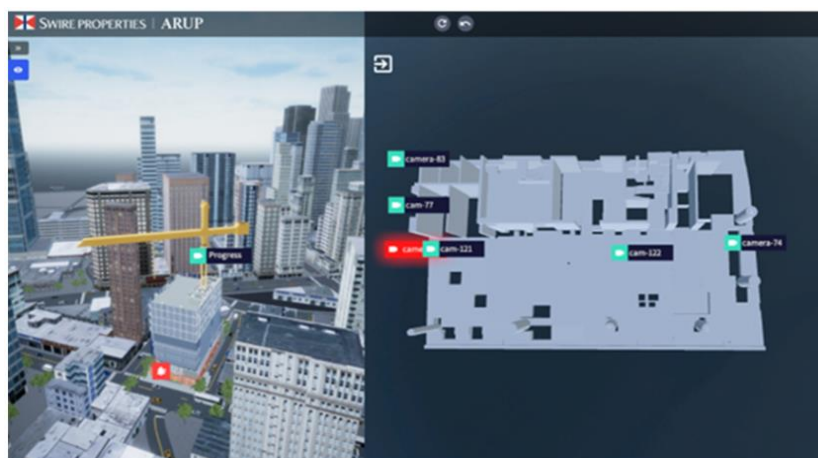 SWIRE PROPERTIES | ARUP
camera-83
cam-77
cam-121
cam-122
camera-74
Progress